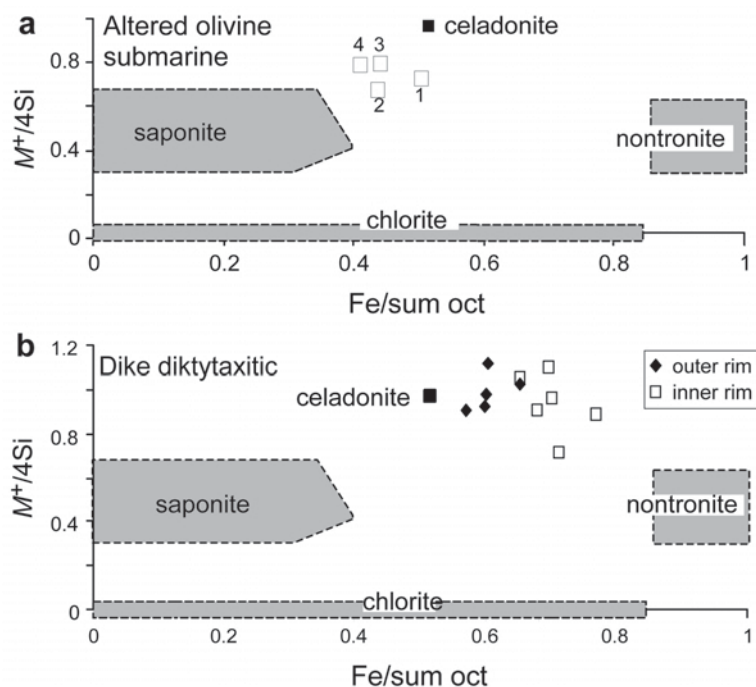 a
Altered olivine
submarine
celadonite
4 3
2 1
saponite
nontronite
chlorite
M⁺/4Si
0.8
0.4
0
0 0.2 0.4 0.6 0.8 1
Fe/sum oct
b
Dike diktytaxitic
celadonite
outer rim
inner rim
saponite
nontronite
chlorite
M⁺/4Si
1.2
0.8
0.4
0
0 0.2 0.4 0.6 0.8 1
Fe/sum oct